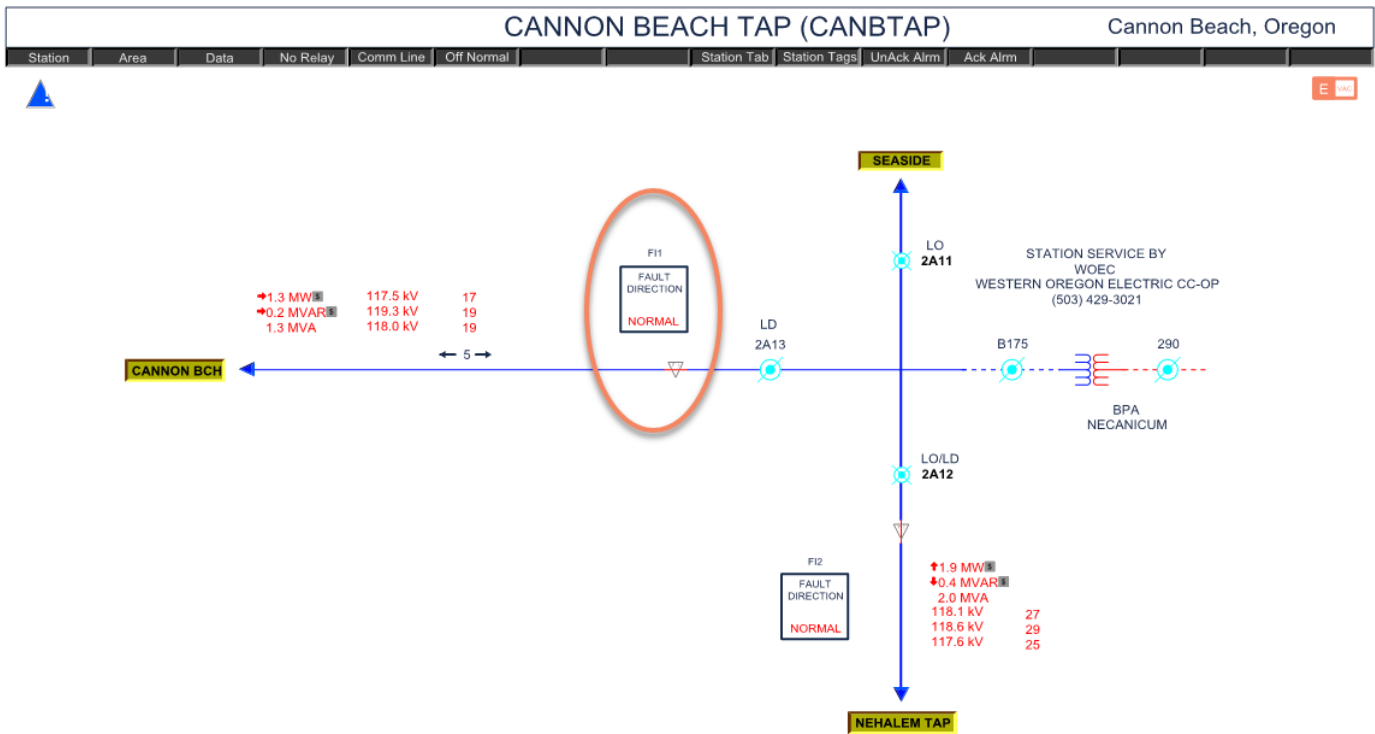 CANNON BEACH TAP (CANBTAP)
Cannon Beach, Oregon
Station Area Data No Relay Comm Line Off Normal Station Tab Station Tags UnAck Alrm Ack Alrm
E VAC
SEASIDE
LO
2A11
STATION SERVICE BY
WOEC
WESTERN OREGON ELECTRIC CC-OP
(503) 429-3021
FI1
FAULT
DIRECTION
NORMAL
1.3 MW S 117.5 kV 17
0.2 MVAR S 119.3 kV 19
1.3 MVA 118.0 kV 19
5
CANNON BCH
LD
2A13
B175
290
BPA
NECANICUM
LO/LD
2A12
FI2
FAULT
DIRECTION
NORMAL
1.9 MW S
0.4 MVAR S
2.0 MVA
118.1 kV 27
118.6 kV 29
117.6 kV 25
NEHALEM TAP